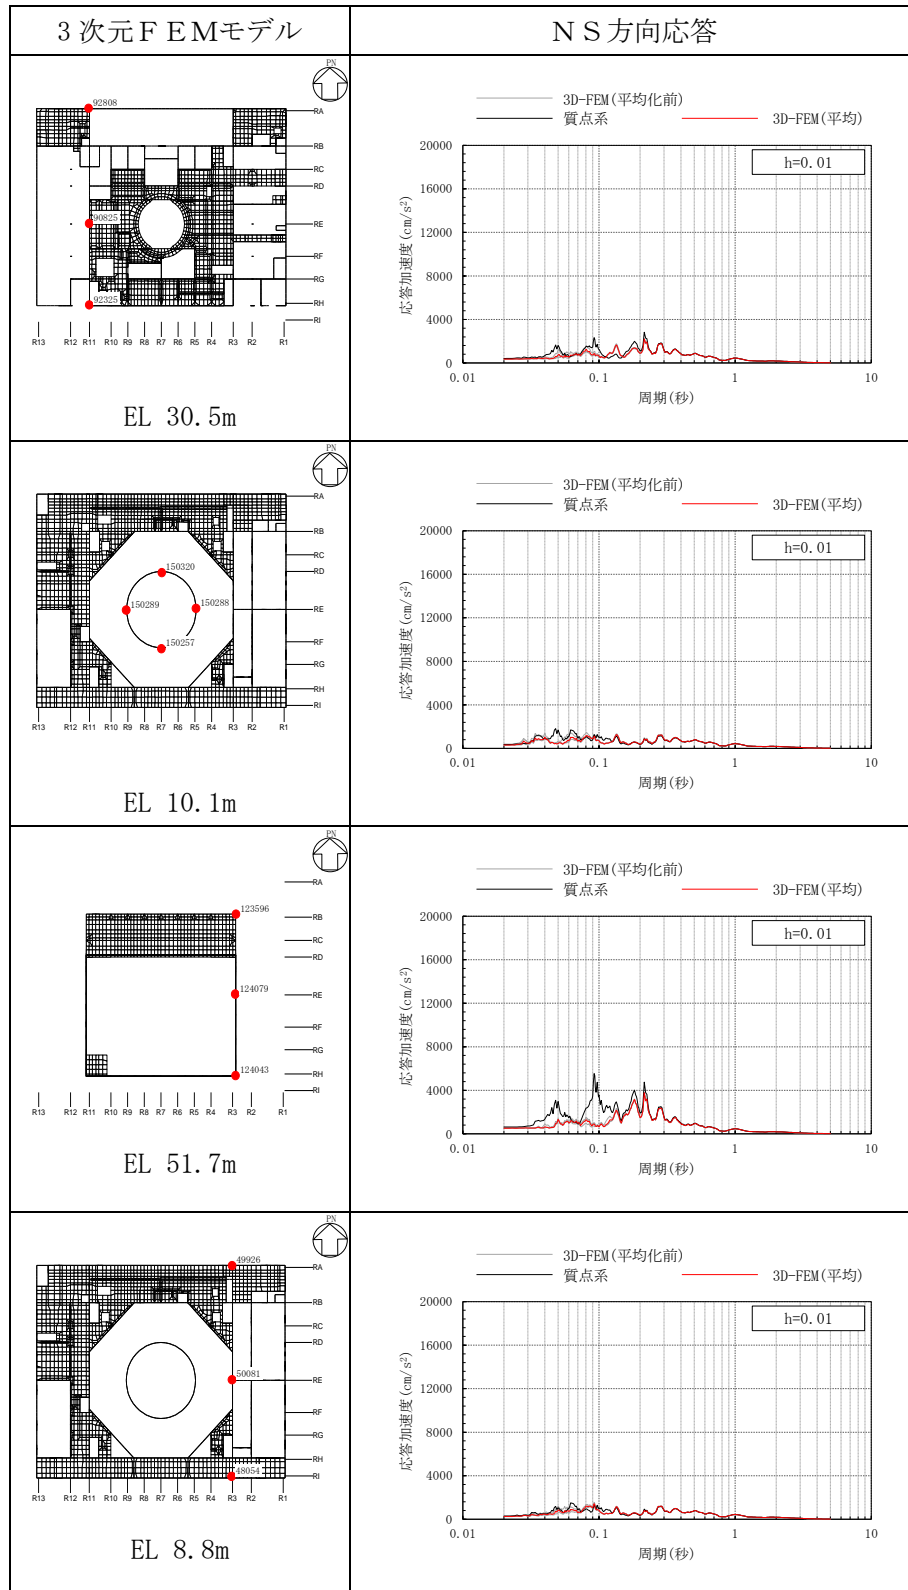 3次元ＦＥＭモデル
ＮＳ方向応答
PN
92808
90825
92325
RA
RB
RC
RD
RE
RF
RG
RH
RI
R13 R12 R11 R10 R9 R8 R7 R6 R5 R4 R3 R2 R1
EL 30.5m
3D-FEM(平均化前)
質点系 3D-FEM(平均)
h=0.01
応答加速度(cm/s²)
20000
16000
12000
8000
4000
0
0.01 0.1 1 10
周期(秒)
PN
150320
150289
150288
150257
RA
RB
RC
RD
RE
RF
RG
RH
RI
R13 R12 R11 R10 R9 R8 R7 R6 R5 R4 R3 R2 R1
EL 10.1m
3D-FEM(平均化前)
質点系 3D-FEM(平均)
h=0.01
応答加速度(cm/s²)
20000
16000
12000
8000
4000
0
0.01 0.1 1 10
周期(秒)
PN
123596
124079
124043
RA
RB
RC
RD
RE
RF
RG
RH
RI
R13 R11 R10 R9 R8 R7 R6 R5 R4 R3 R2 R1
EL 51.7m
3D-FEM(平均化前)
質点系 3D-FEM(平均)
h=0.01
応答加速度(cm/s²)
20000
16000
12000
8000
4000
0
0.01 0.1 1 10
周期(秒)
PN
49926
50081
48054
RA
RB
RC
RD
RE
RF
RG
RH
RI
R13 R12 R11 R10 R9 R8 R7 R6 R5 R4 R3 R2 R1
EL 8.8m
3D-FEM(平均化前)
質点系 3D-FEM(平均)
h=0.01
応答加速度(cm/s²)
20000
16000
12000
8000
4000
0
0.01 0.1 1 10
周期(秒)